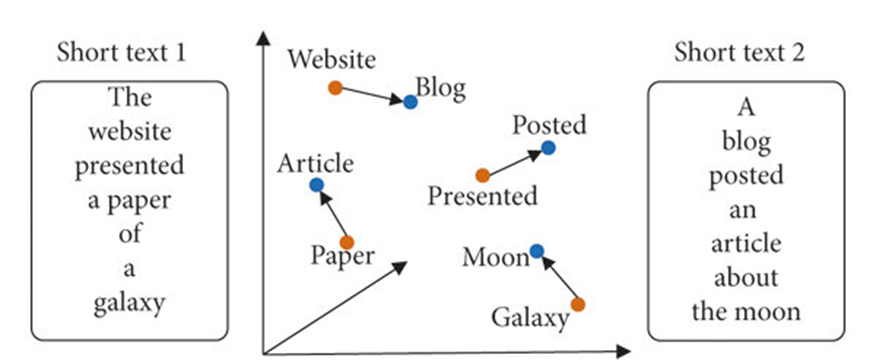 Short text 1
The
website
presented
a paper
of
a
galaxy
Website
Blog
Posted
Article
Presented
Paper
Moon
Galaxy
Short text 2
A
blog
posted
an
article
about
the moon